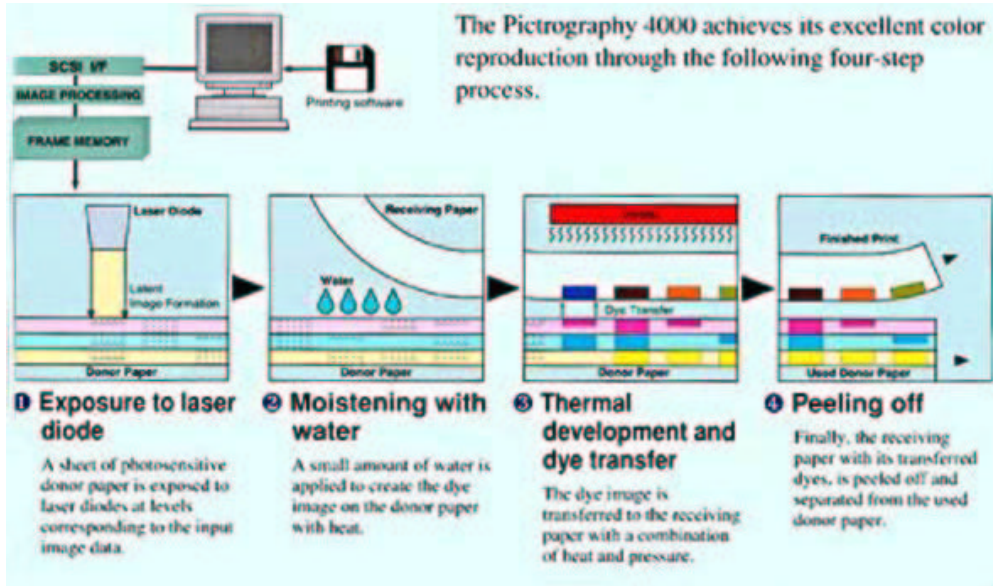 The Pictrography 4000 achieves its excellent color
reproduction through the following four-step
process.
SCSI I/F
IMAGE PROCESSING
FRAME MEMORY
Printing software
Laser Diode
Latent
Image Formation
Donor Paper
Receiving Paper
Water
Donor Paper
Dye Transfer
Donor Paper
Finished Print
Used Donor Paper
1 Exposure to laser
diode
A sheet of photosensitive
donor paper is exposed to
laser diodes at levels
corresponding to the input
image data.
2 Moistening with
water
A small amount of water is
applied to create the dye
image on the donor paper
with heat.
3 Thermal
development and
dye transfer
The dye image is
transferred to the receiving
paper with a combination
of heat and pressure.
4 Peeling off
Finally, the receiving
paper with its transferred
dyes, is peeled off and
separated from the used
donor paper.